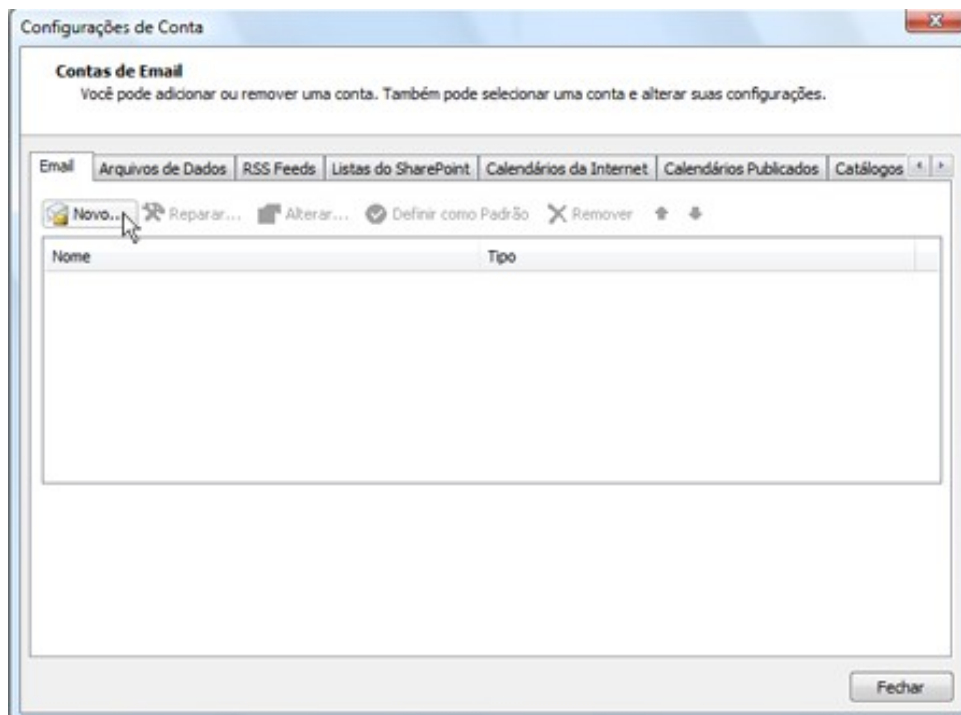 Configurações de Conta
Contas de Email
Você pode adicionar ou remover uma conta. Também pode selecionar uma conta e alterar suas configurações.
Email Arquivos de Dados RSS Feeds Listas do SharePoint Calendários da Internet Calendários Publicados Catálogos
Novo... Reparar... Alterar... Definir como Padrão Remover
Nome Tipo
Fechar